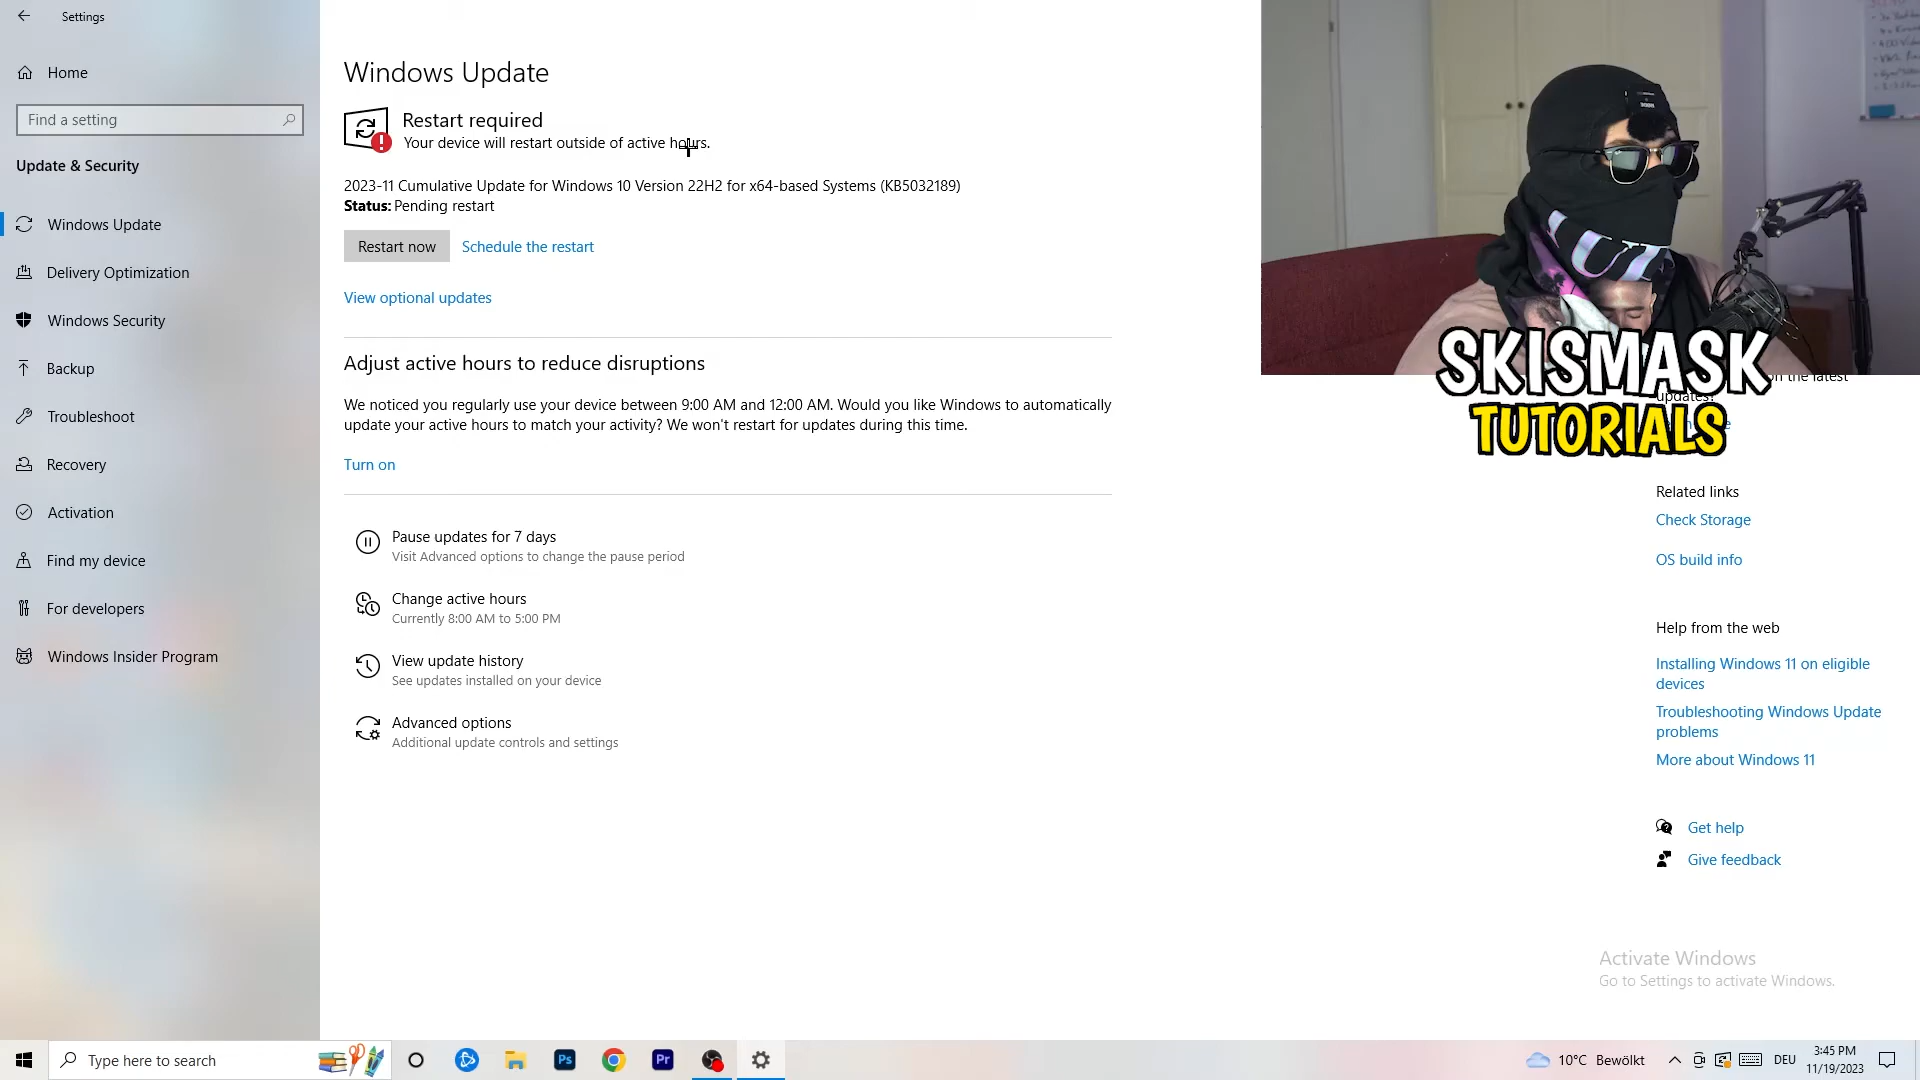 Settings
Home
Find a setting
Update & Security
Windows Update
Delivery Optimization
Windows Security
Backup
Troubleshoot
Recovery
Activation
Find my device
For developers
Windows Insider Program
Windows Update
Restart required
Your device will restart outside of active hours.
2023-11 Cumulative Update for Windows 10 Version 22H2 for x64-based Systems (KB5032189)
Status: Pending restart
Restart now Schedule the restart
View optional updates
Adjust active hours to reduce disruptions
We noticed you regularly use your device between 9:00 AM and 12:00 AM. Would you like Windows to automatically
update your active hours to match your activity? We won't restart for updates during this time.
Turn on
Pause updates for 7 days
Visit Advanced options to change the pause period
Change active hours
Currently 8:00 AM to 5:00 PM
View update history
See updates installed on your device
Advanced options
Additional update controls and settings
SKISMASK
TUTORIALS
on the latest
updates?
Related links
Check Storage
OS build info
Help from the web
Installing Windows 11 on eligible
devices
Troubleshooting Windows Update
problems
More about Windows 11
Get help
Give feedback
Activate Windows
Go to Settings to activate Windows.
Type here to search
Ps
Pr
10°C Bewölkt
DEU
3:45 PM
11/19/2023